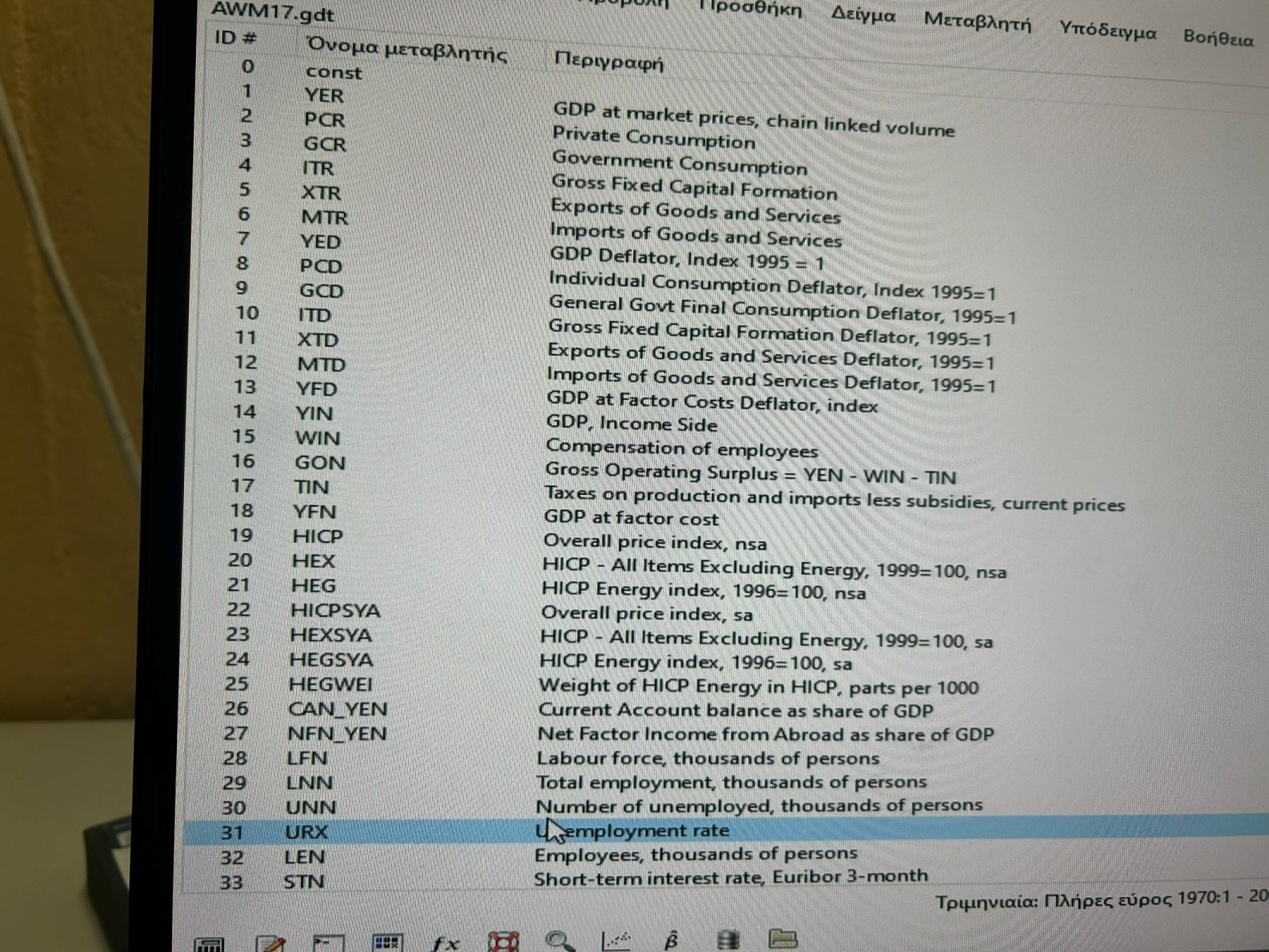 AWM17.gdt
Προσθήκη Δείγμα Μεταβλητή Υπόδειγμα Βοήθεια
ID # Όνομα μεταβλητής Περιγραφή
0 const
1 YER GDP at market prices, chain linked volume
2 PCR Private Consumption
3 GCR Government Consumption
4 ITR Gross Fixed Capital Formation
5 XTR Exports of Goods and Services
6 MTR Imports of Goods and Services
7 YED GDP Deflator, Index 1995 = 1
8 PCD Individual Consumption Deflator, Index 1995=1
9 GCD General Govt Final Consumption Deflator, 1995=1
10 ITD Gross Fixed Capital Formation Deflator, 1995=1
11 XTD Exports of Goods and Services Deflator, 1995=1
12 MTD Imports of Goods and Services Deflator, 1995=1
13 YFD GDP at Factor Costs Deflator, index
14 YIN GDP, Income Side
15 WIN Compensation of employees
16 GON Gross Operating Surplus = YEN - WIN - TIN
17 TIN Taxes on production and imports less subsidies, current prices
18 YFN GDP at factor cost
19 HICP Overall price index, nsa
20 HEX HICP - All Items Excluding Energy, 1999=100, nsa
21 HEG HICP Energy index, 1996=100, nsa
22 HICPSYA Overall price index, sa
23 HEXSYA HICP - All Items Excluding Energy, 1999=100, sa
24 HEGSYA HICP Energy index, 1996=100, sa
25 HEGWEI Weight of HICP Energy in HICP, parts per 1000
26 CAN_YEN Current Account balance as share of GDP
27 NFN_YEN Net Factor Income from Abroad as share of GDP
28 LFN Labour force, thousands of persons
29 LNN Total employment, thousands of persons
30 UNN Number of unemployed, thousands of persons
31 URX Unemployment rate
32 LEN Employees, thousands of persons
33 STN Short-term interest rate, Euribor 3-month
Τριμηνιαία: Πλήρες εύρος 1970:1 - 20
fx β̂